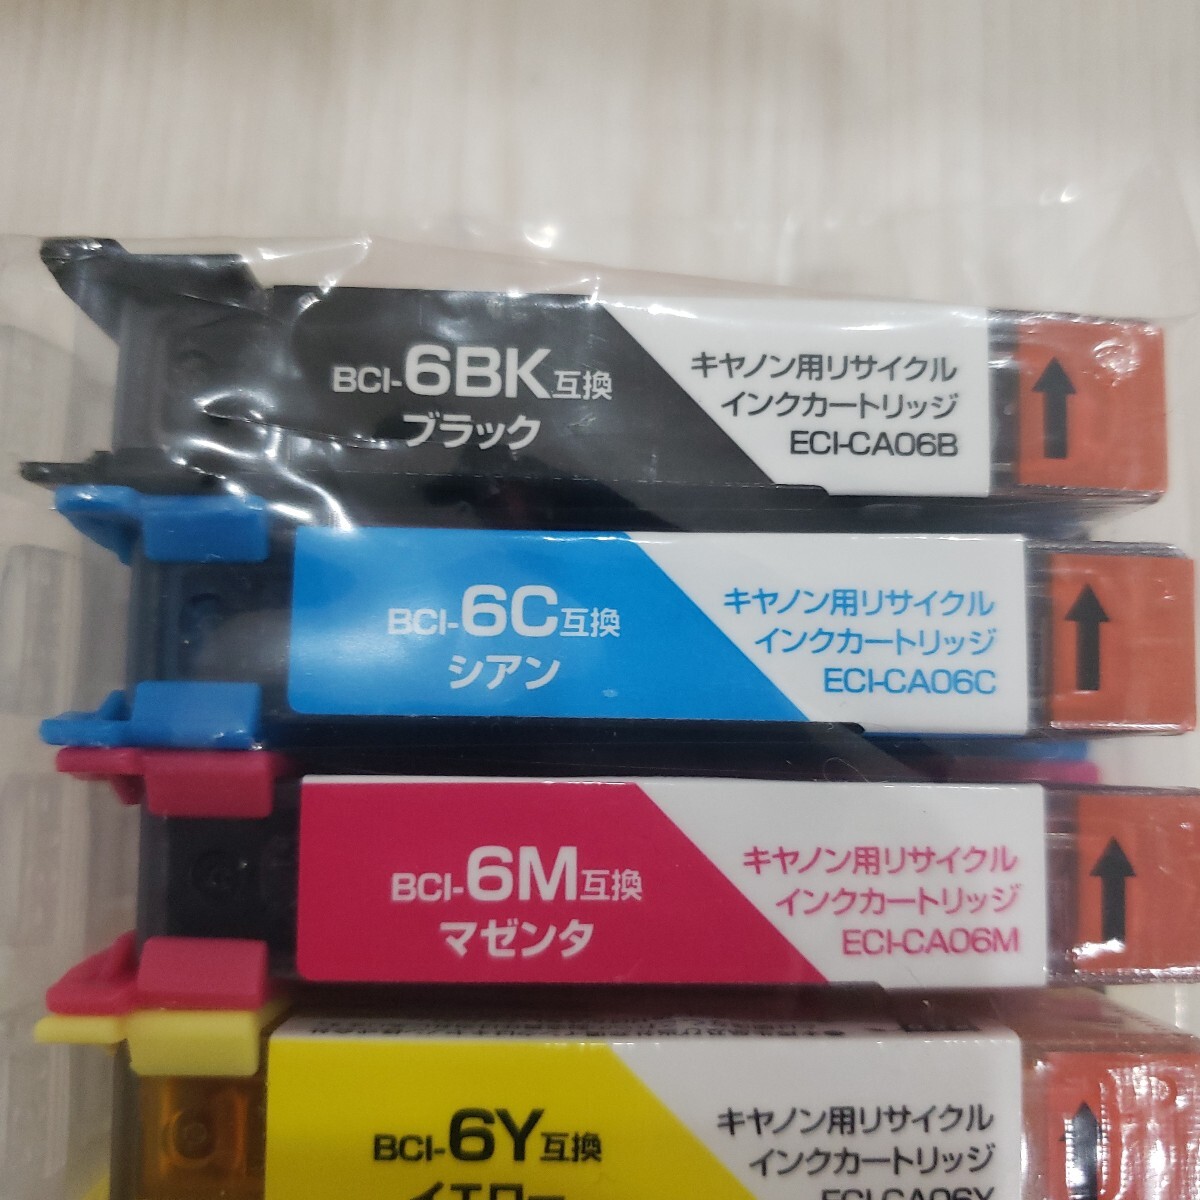 BCI-6BK互換
ブラック
キヤノン用リサイクル
インクカートリッジ
ECI-CA06B
BCI-6C互換
シアン
キヤノン用リサイクル
インクカートリッジ
ECI-CA06C
BCI-6M互換
マゼンタ
キヤノン用リサイクル
インクカートリッジ
ECI-CA06M
BCI-6Y互換
イエロー
キヤノン用リサイクル
インクカートリッジ
ECI-CA06Y